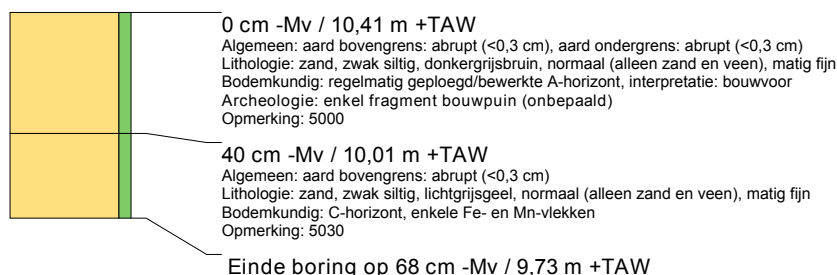 0 cm -Mv / 10,41 m +TAW
Algemeen: aard bovengrens: abrupt (<0,3 cm), aard ondergrens: abrupt (<0,3 cm)
Lithologie: zand, zwak siltig, donkergrijsbruin, normaal (alleen zand en veen), matig fijn
Bodemkundig: regelmatig geploegd/bewerkte A-horizont, interpretatie: bouwvoor
Archeologie: enkel fragment bouwpuin (onbepaald)
Opmerking: 5000
40 cm -Mv / 10,01 m +TAW
Algemeen: aard bovengrens: abrupt (<0,3 cm)
Lithologie: zand, zwak siltig, lichtgrijsgeel, normaal (alleen zand en veen), matig fijn
Bodemkundig: C-horizont, enkele Fe- en Mn-vlekken
Opmerking: 5030
Einde boring op 68 cm -Mv / 9,73 m +TAW